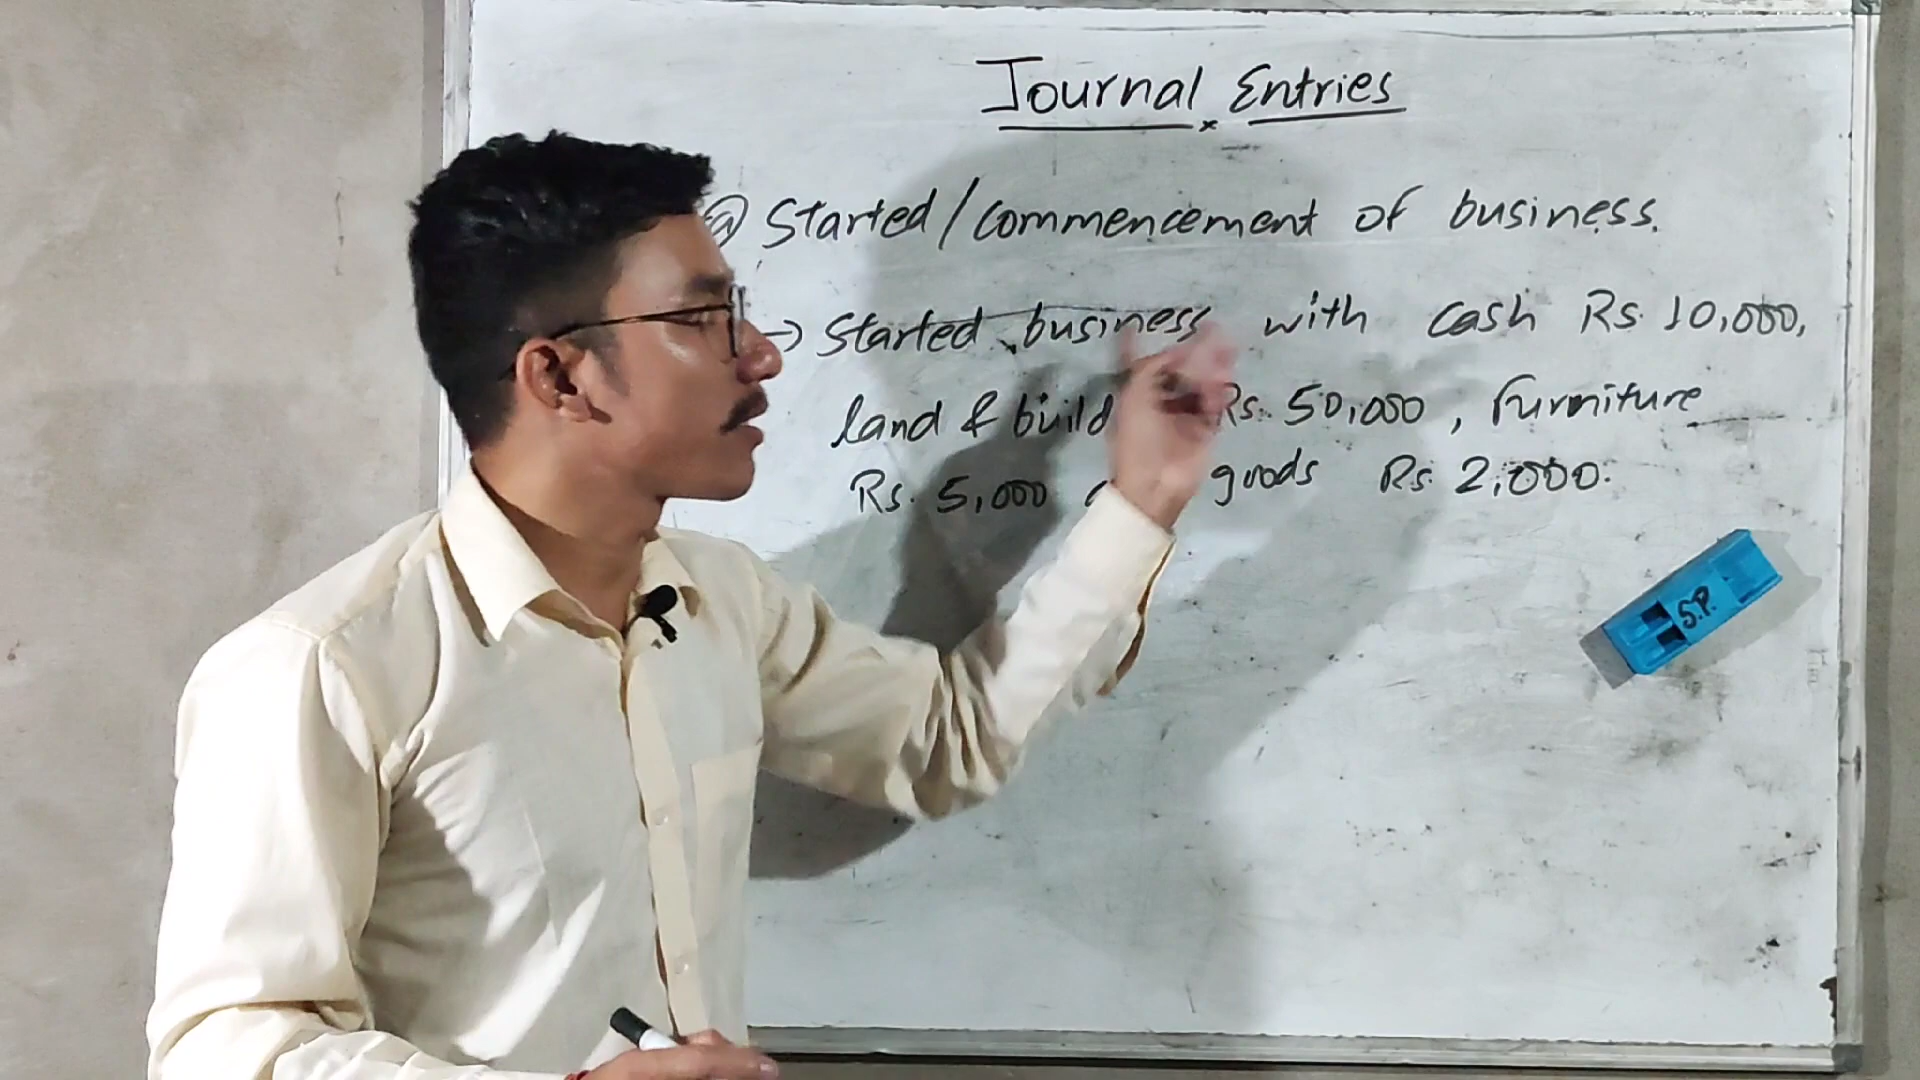 Journal Entries
@ Started/commencement of business.
→ Started business with cash Rs. 10,000,
land & build Rs. 50,000, Furniture
Rs. 5,000 goods Rs. 2,000.
S.P.